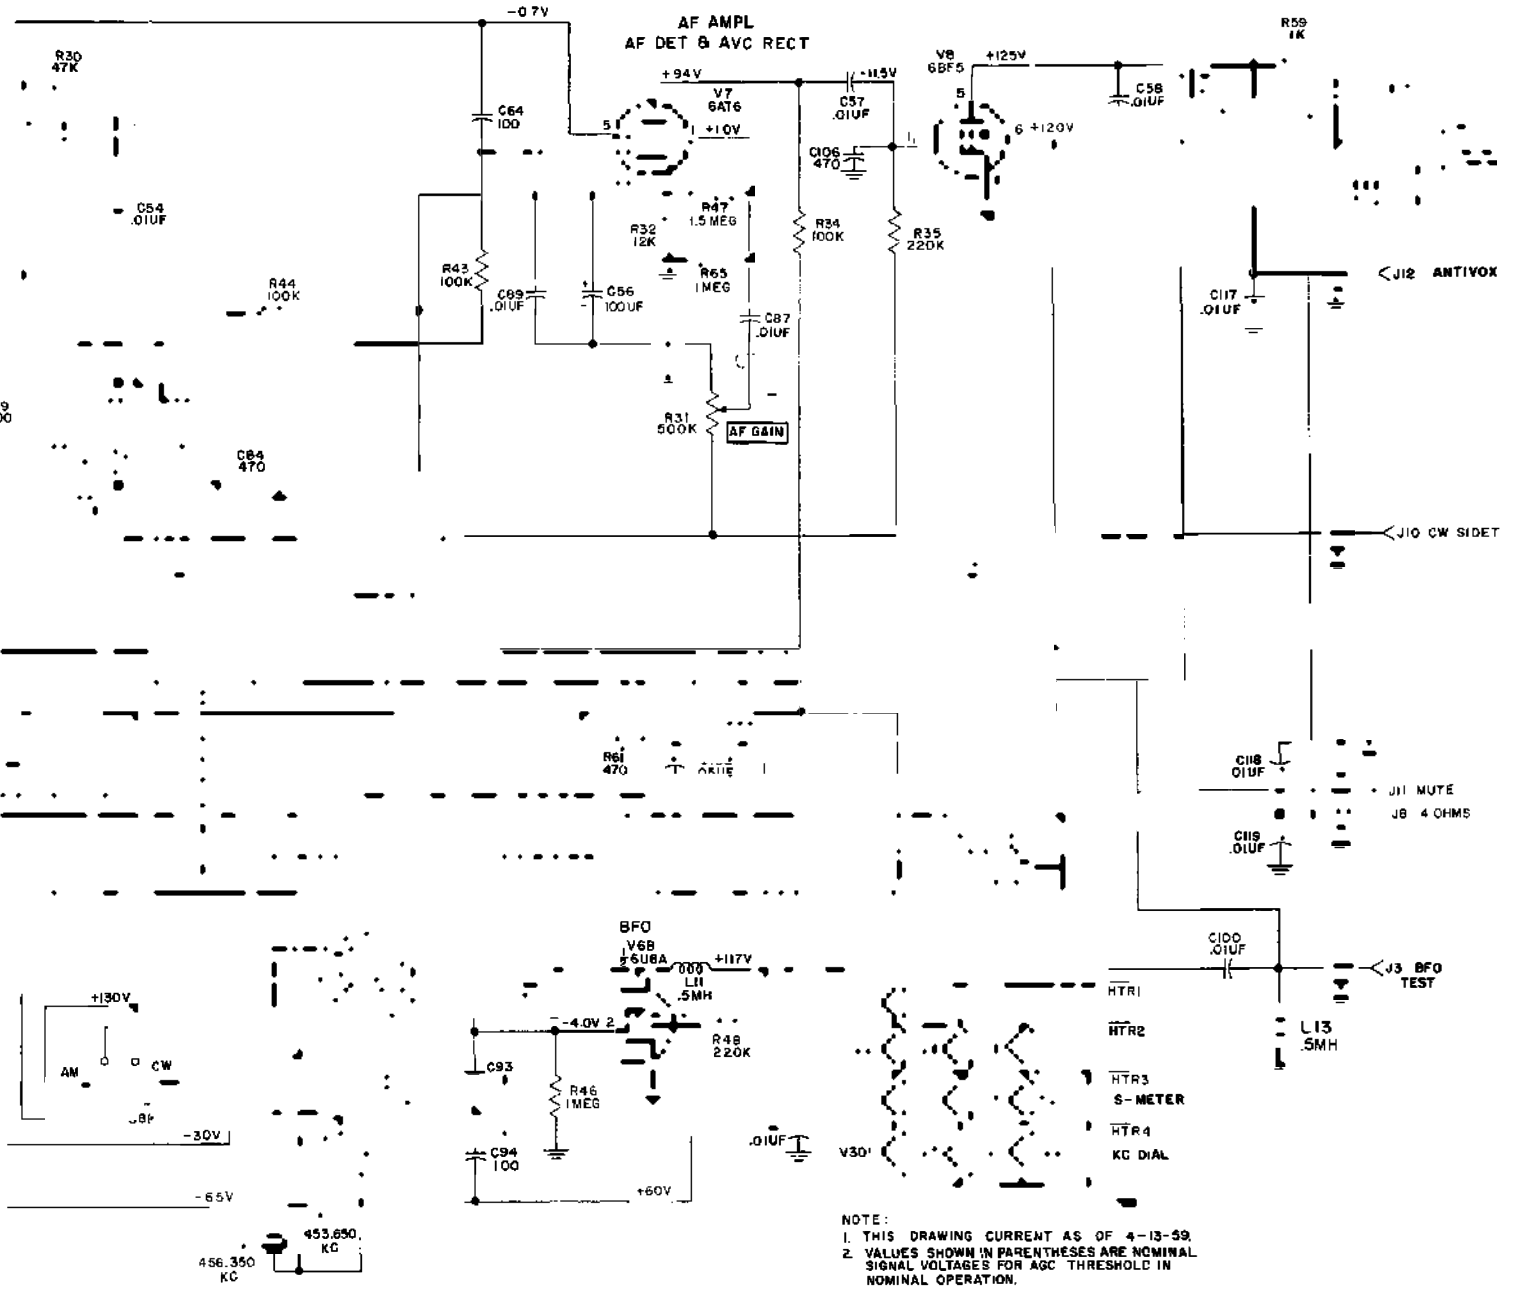 -0.7V
AF AMPL
AF DET & AVC RECT
R59
1K
R30
47K
V8
6BF5
+125V
+94V
-11.5V
V7
6AT6
C57
.01UF
5
C58
.01UF
C64
100
5
1
+1.0V
6 +120V
1
C106
470
C54
.01UF
R47
1.5 MEG
R32
12K
R34
100K
R35
220K
R43
100K
R65
1MEG
J12 ANTIVOX
R44
100K
C89
.01UF
C56
100UF
C117
.01UF
C87
.01UF
R31
500K
AF GAIN
C84
470
J10 CW SIDET
R61
470
C118
.01UF
J11 MUTE
J8 4 OHMS
C119
.01UF
BFO
V6B
6U8A
+117V
L11
.5MH
C100
.01UF
J3 BFO
TEST
HTR1
+130V
-4.0V 2
HTR2
L13
.5MH
R48
220K
AM
CW
C93
HTR3
S-METER
R46
1MEG
-30V
.01UF
HTR4
KC DIAL
V301
C94
100
-65V
+60V
453.650
KC
456.350
KC
NOTE:
1. THIS DRAWING CURRENT AS OF 4-13-59.
2. VALUES SHOWN IN PARENTHESES ARE NOMINAL
SIGNAL VOLTAGES FOR AGC THRESHOLD IN
NOMINAL OPERATION.